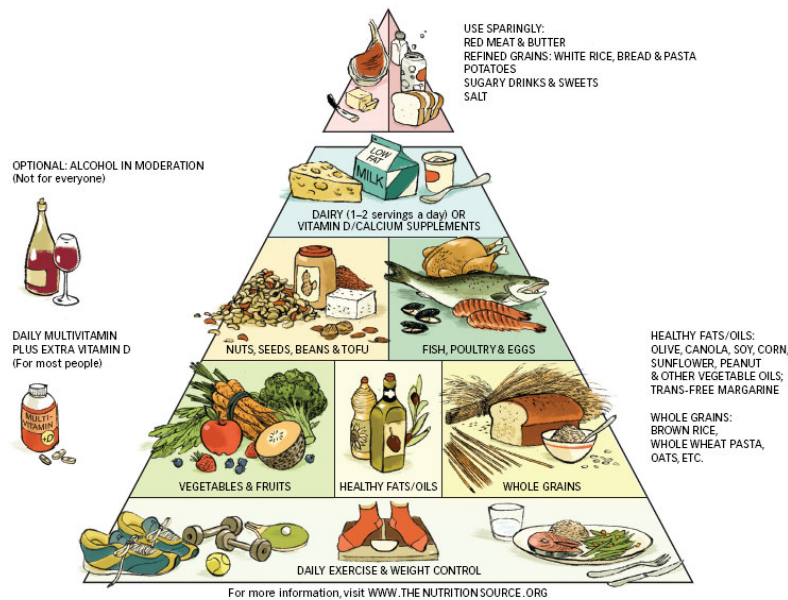 USE SPARINGLY:
RED MEAT & BUTTER
REFINED GRAINS: WHITE RICE, BREAD & PASTA
POTATOES
SUGARY DRINKS & SWEETS
SALT
OPTIONAL: ALCOHOL IN MODERATION
(Not for everyone)
LOW
FAT
MILK
DAIRY (1–2 servings a day) OR
VITAMIN D/CALCIUM SUPPLEMENTS
DAILY MULTIVITAMIN
PLUS EXTRA VITAMIN D
(For most people)
MULTI-
VITAMIN
+D
NUTS, SEEDS, BEANS & TOFU
FISH, POULTRY & EGGS
HEALTHY FATS/OILS:
OLIVE, CANOLA, SOY, CORN,
SUNFLOWER, PEANUT
& OTHER VEGETABLE OILS;
TRANS-FREE MARGARINE
WHOLE GRAINS:
BROWN RICE,
WHOLE WHEAT PASTA,
OATS, ETC.
VEGETABLES & FRUITS
HEALTHY FATS/OILS
WHOLE GRAINS
DAILY EXERCISE & WEIGHT CONTROL
For more information, visit WWW.THE NUTRITION SOURCE.ORG